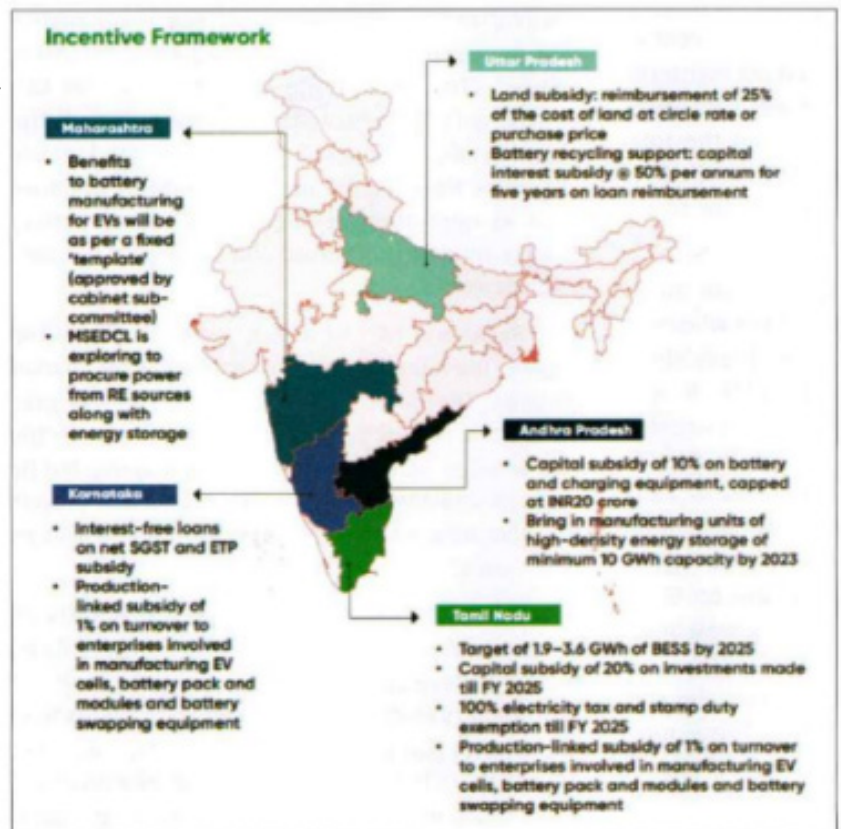 Incentive Framework
Maharashtra
• Benefits
to battery
manufacturing
for EVs will be
as per a fixed
'template'
(approved by
cabinet sub-
committee)
• MSEDCL is
exploring to
procure power
from RE sources
along with
energy storage
Uttar Pradesh
• Land subsidy: reimbursement of 25%
of the cost of land at circle rate or
purchase price
• Battery recycling support: capital
interest subsidy @ 50% per annum for
five years on loan reimbursement
Andhra Pradesh
• Capital subsidy of 10% on battery
and charging equipment, capped
at INR20 crore
• Bring in manufacturing units of
high-density energy storage of
minimum 10 GWh capacity by 2023
Karnataka
• Interest-free loans
on net SGST and ETP
subsidy
• Production-
linked subsidy of
1% on turnover to
enterprises involved
in manufacturing EV
cells, battery pack and
modules and battery
swapping equipment
Tamil Nadu
• Target of 1.9–3.6 GWh of BESS by 2025
• Capital subsidy of 20% on investments made
till FY 2025
• 100% electricity tax and stamp duty
exemption till FY 2025
• Production-linked subsidy of 1% on turnover
to enterprises involved in manufacturing EV
cells, battery pack and modules and battery
swapping equipment